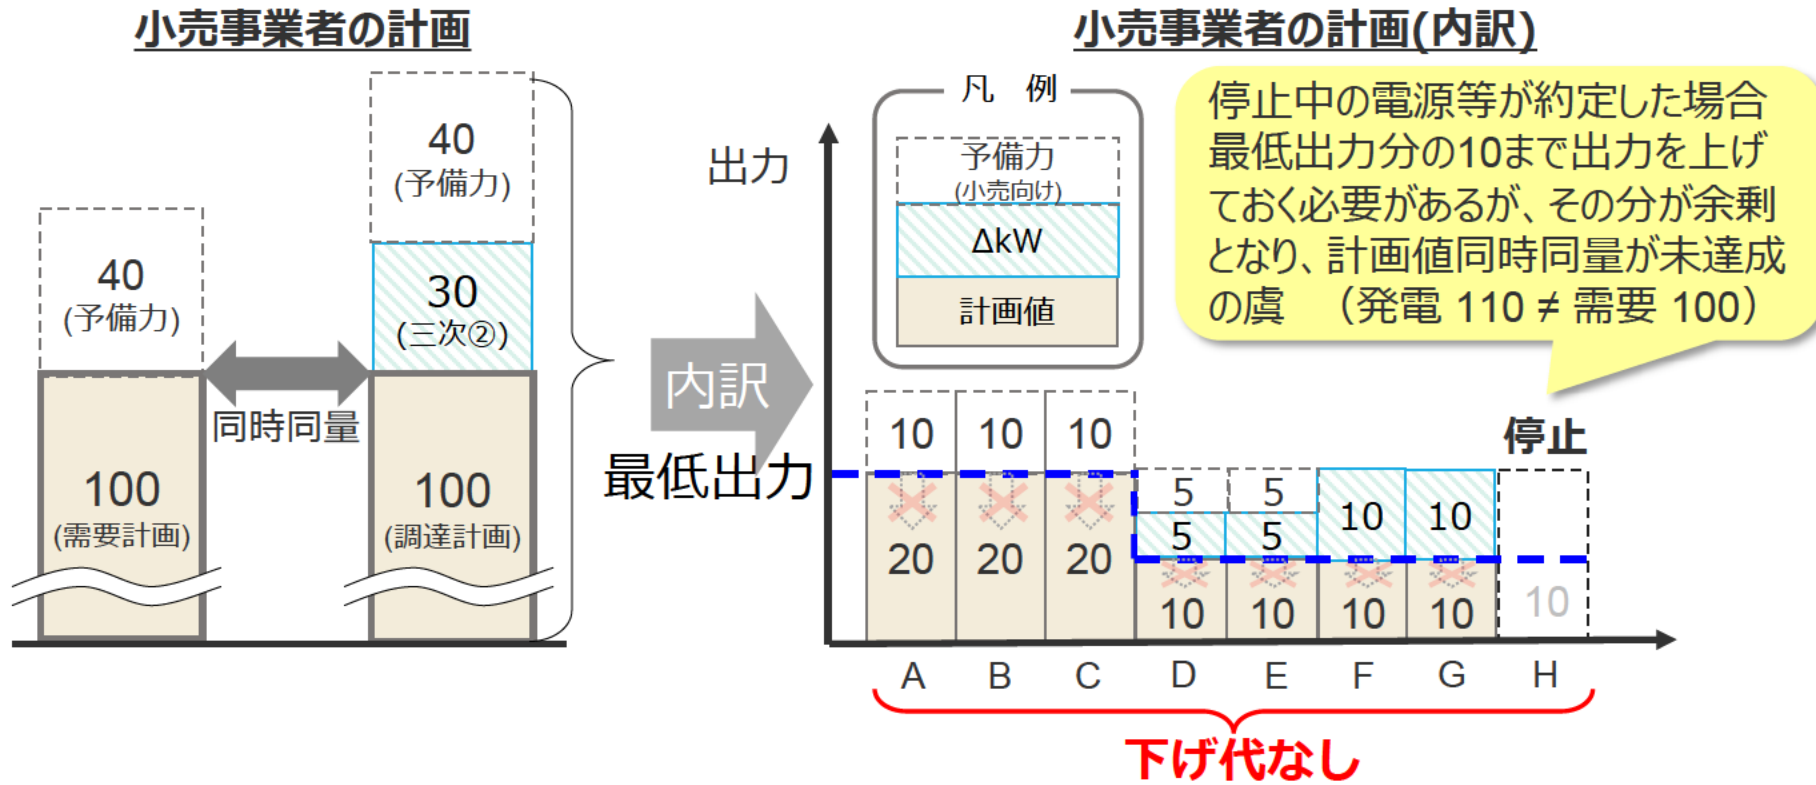 小売事業者の計画
40
(予備力)
100
(需要計画)
同時同量
40
(予備力)
30
(三次②)
100
(調達計画)
内訳
小売事業者の計画(内訳)
凡　例
予備力
(小売向け)
ΔkW
計画値
停止中の電源等が約定した場合
最低出力分の10まで出力を上げ
ておく必要があるが、その分が余剰
となり、計画値同時同量が未達成
の虞　（発電 110 ≠ 需要 100）
出力
最低出力
停止
10 10 10
5 5
5 5 10 10
20 20 20
10 10 10 10 10
A B C D E F G H
下げ代なし